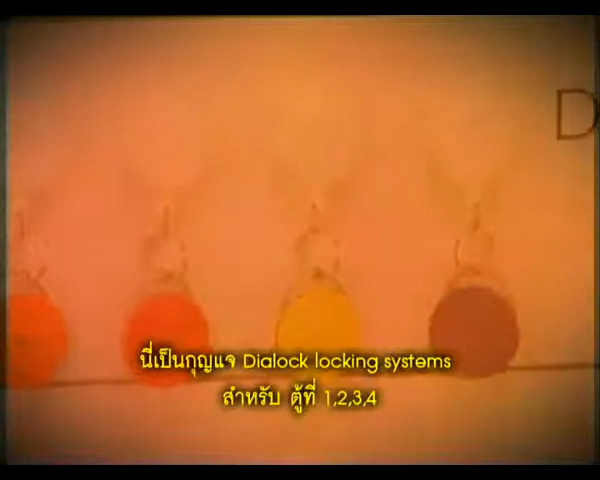 D
นี่เป็นกุญแจ Dialock locking systems
สำหรับ ตู้ที่ 1,2,3,4